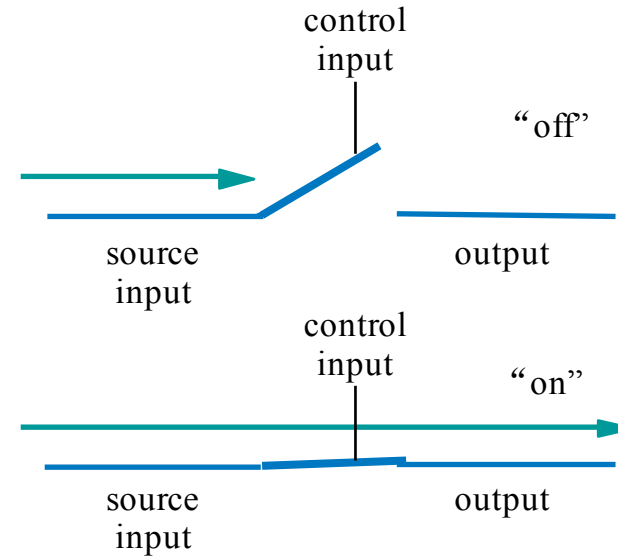 control
input
“off”
source
input
output
control
input
“on”
source
input
output